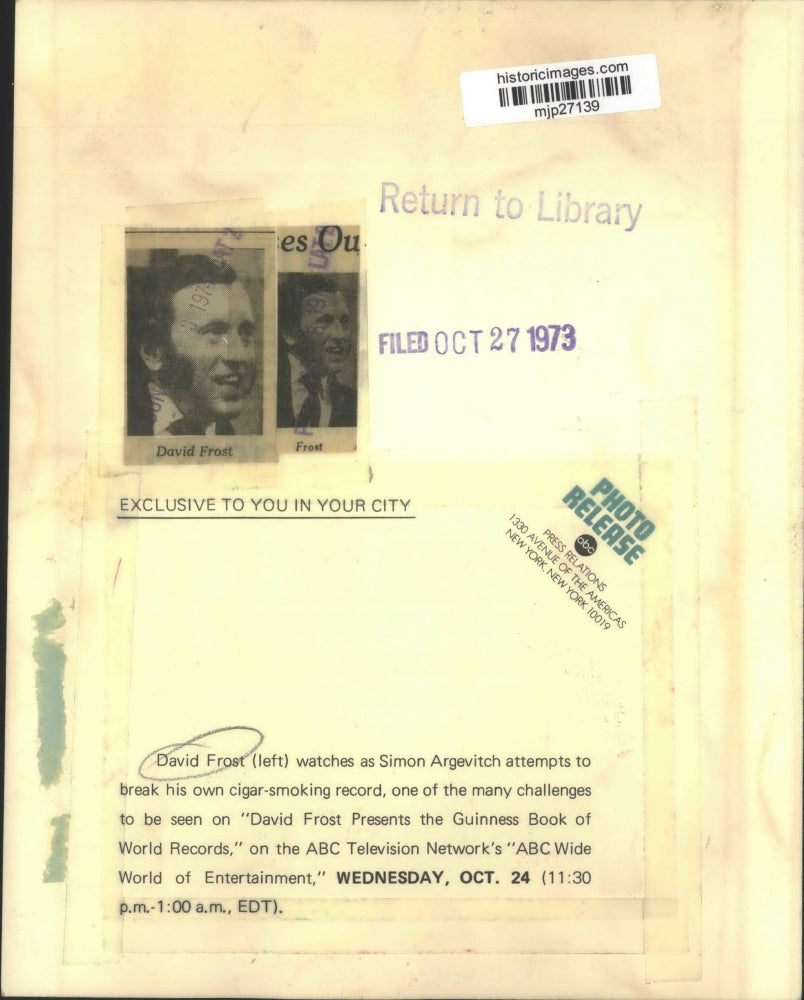 historicimages.com
mjp27139
Return to Library
es Ou
FILED OCT 27 1973
David Frost
Frost
EXCLUSIVE TO YOU IN YOUR CITY
PHOTO
RELEASE
abc
PRESS RELATIONS
1330 AVENUE OF THE AMERICAS
NEW YORK, NEW YORK 10019
David Frost (left) watches as Simon Argevitch attempts to
break his own cigar-smoking record, one of the many challenges
to be seen on "David Frost Presents the Guinness Book of
World Records," on the ABC Television Network's "ABC Wide
World of Entertainment," WEDNESDAY, OCT. 24 (11:30
p.m.-1:00 a.m., EDT).